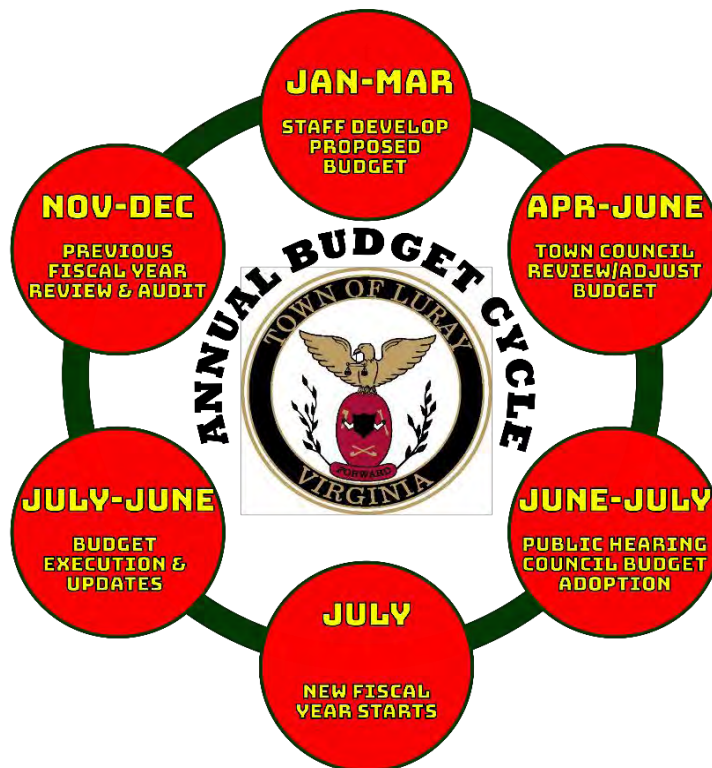 JAN-MAR
STAFF DEVELOP
PROPOSED
BUDGET
APR-JUNE
TOWN COUNCIL
REVIEW/ADJUST
BUDGET
JUNE-JULY
PUBLIC HEARING
COUNCIL BUDGET
ADOPTION
JULY
NEW FISCAL
YEAR STARTS
JULY-JUNE
BUDGET
EXECUTION &
UPDATES
NOV-DEC
PREVIOUS
FISCAL YEAR
REVIEW & AUDIT
ANNUAL BUDGET CYCLE
TOWN OF LURAY
FORWARD
VIRGINIA